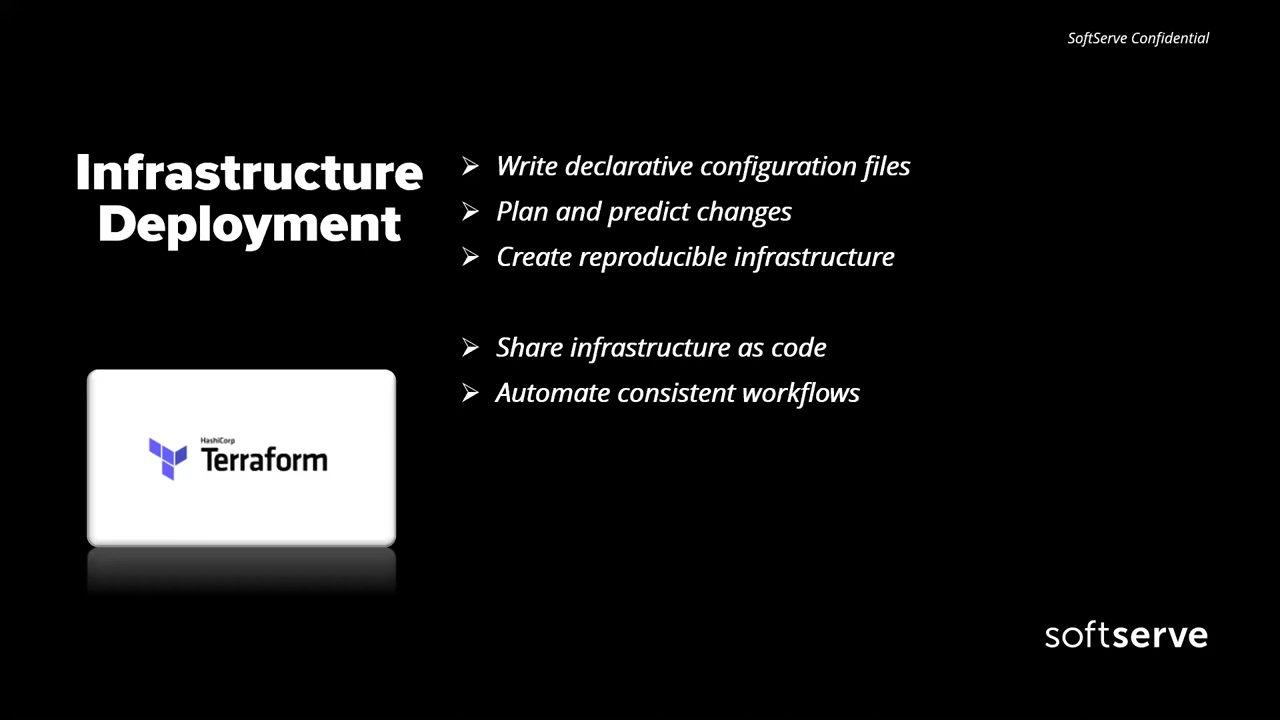 SoftServe Confidential
Infrastructure
Deployment
Write declarative configuration files
Plan and predict changes
Create reproducible infrastructure
Share infrastructure as code
Automate consistent workflows
HashiCorp
Terraform
softserve